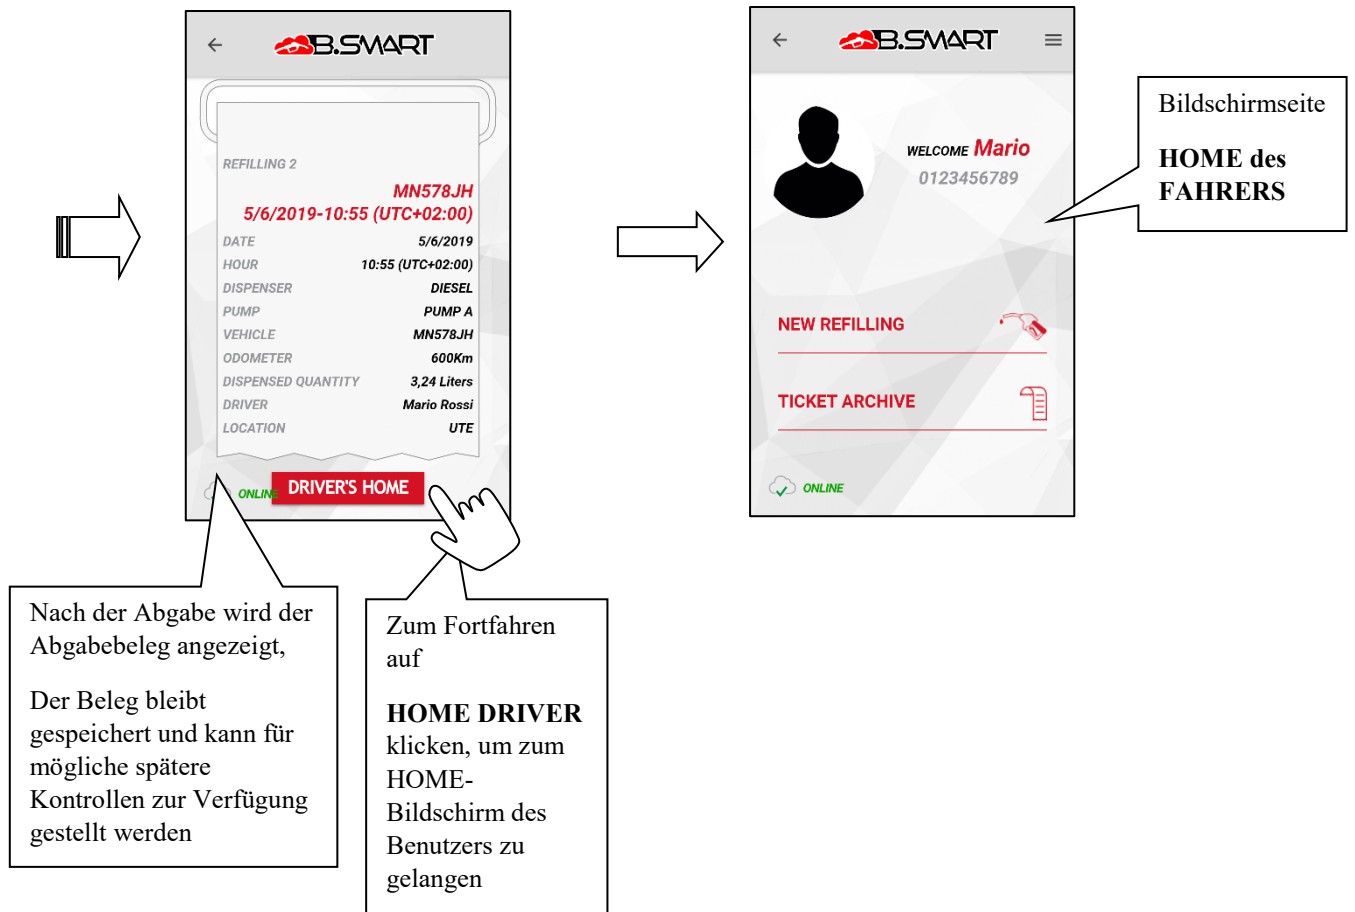 B.SMART
REFILLING 2
MN578JH
5/6/2019-10:55 (UTC+02:00)
DATE 5/6/2019
HOUR 10:55 (UTC+02:00)
DISPENSER DIESEL
PUMP PUMP A
VEHICLE MN578JH
ODOMETER 600Km
DISPENSED QUANTITY 3,24 Liters
DRIVER Mario Rossi
LOCATION UTE
ONLINE
DRIVER'S HOME
Nach der Abgabe wird der
Abgabebeleg angezeigt,
Der Beleg bleibt
gespeichert und kann für
mögliche spätere
Kontrollen zur Verfügung
gestellt werden
Zum Fortfahren
auf
HOME DRIVER
klicken, um zum
HOME-
Bildschirm des
Benutzers zu
gelangen
B.SMART
WELCOME Mario
0123456789
NEW REFILLING
TICKET ARCHIVE
ONLINE
Bildschirmseite
HOME des
FAHRERS